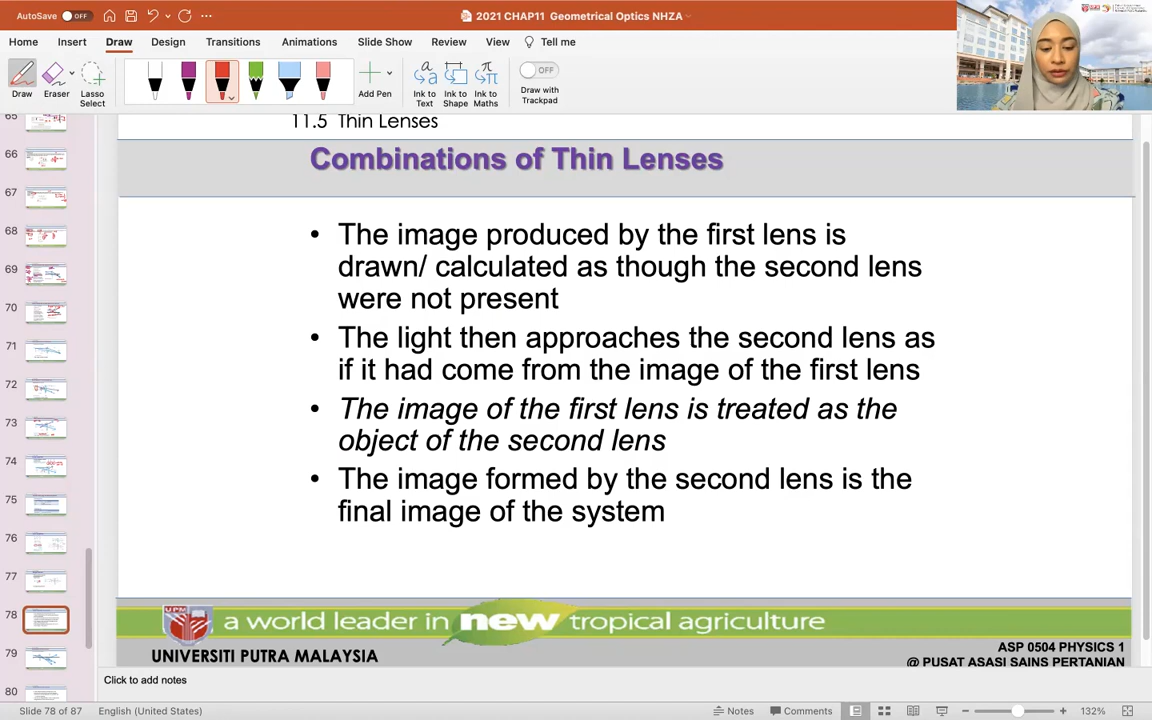 AutoSave OFF 2021 CHAP11 Geometrical Optics NHZA
Home Insert Draw Design Transitions Animations Slide Show Review View Tell me
Draw Eraser Lasso Select Add Pen Ink to Text Ink to Shape Ink to Maths OFF Draw with Trackpad
11.5 Thin Lenses
Combinations of Thin Lenses
• The image produced by the first lens is
drawn/ calculated as though the second lens
were not present
• The light then approaches the second lens as
if it had come from the image of the first lens
• The image of the first lens is treated as the
object of the second lens
• The image formed by the second lens is the
final image of the system
65
66
67
68
69
70
71
72
73
74
75
76
77
78
79
80
UPM a world leader in new tropical agriculture
UNIVERSITI PUTRA MALAYSIA
ASP 0504 PHYSICS 1
@ PUSAT ASASI SAINS PERTANIAN
Click to add notes
Slide 78 of 87 English (United States) Notes Comments 132%